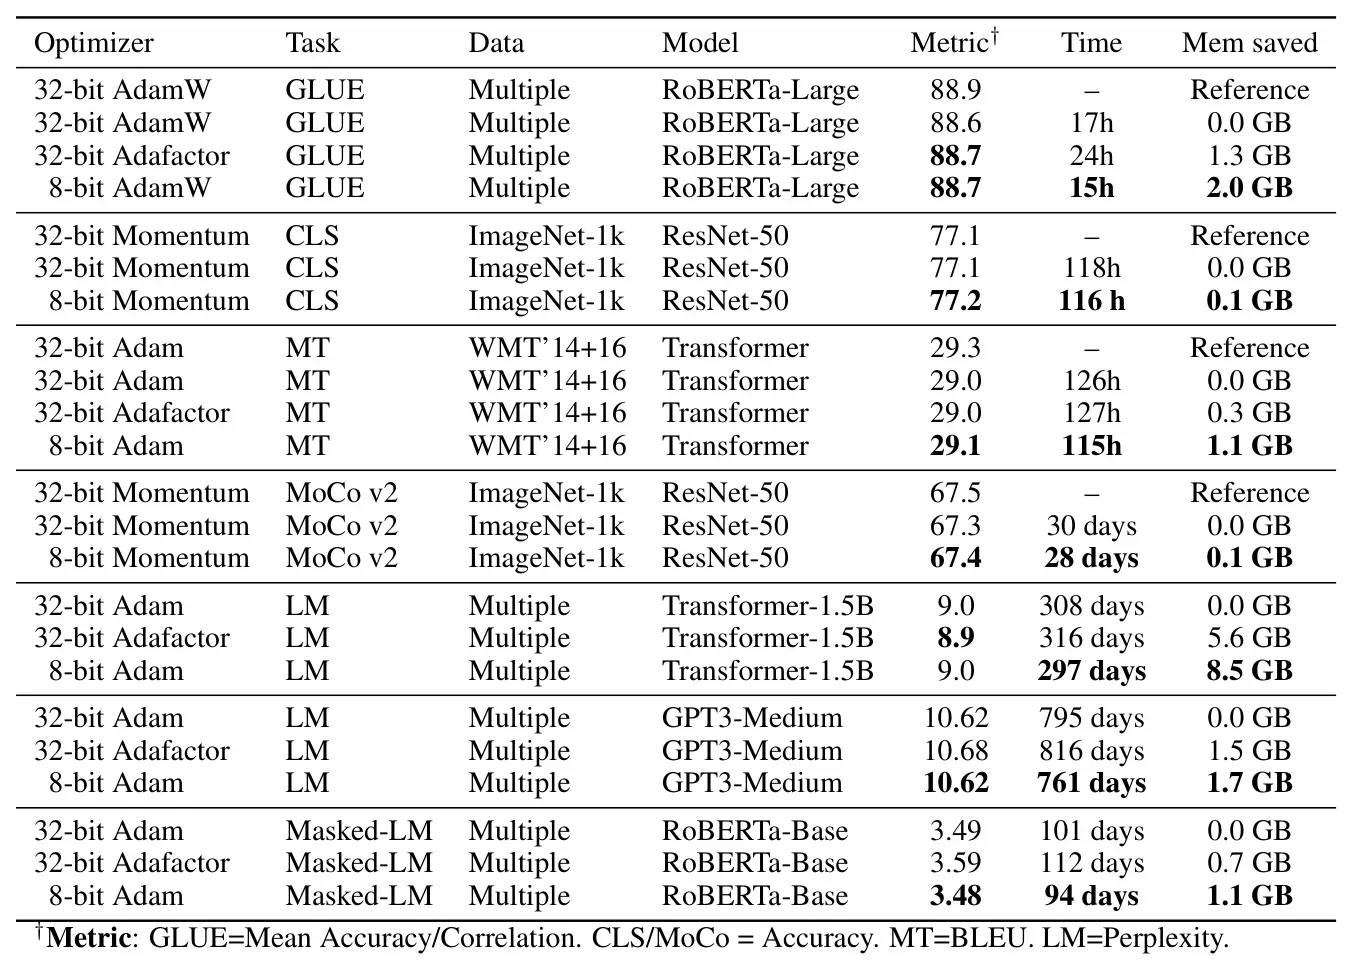 Optimizer Task Data Model Metric† Time Mem saved
32-bit AdamW GLUE Multiple RoBERTa-Large 88.9 – Reference
32-bit AdamW GLUE Multiple RoBERTa-Large 88.6 17h 0.0 GB
32-bit Adafactor GLUE Multiple RoBERTa-Large 88.7 24h 1.3 GB
8-bit AdamW GLUE Multiple RoBERTa-Large 88.7 15h 2.0 GB
32-bit Momentum CLS ImageNet-1k ResNet-50 77.1 – Reference
32-bit Momentum CLS ImageNet-1k ResNet-50 77.1 118h 0.0 GB
8-bit Momentum CLS ImageNet-1k ResNet-50 77.2 116 h 0.1 GB
32-bit Adam MT WMT’14+16 Transformer 29.3 – Reference
32-bit Adam MT WMT’14+16 Transformer 29.0 126h 0.0 GB
32-bit Adafactor MT WMT’14+16 Transformer 29.0 127h 0.3 GB
8-bit Adam MT WMT’14+16 Transformer 29.1 115h 1.1 GB
32-bit Momentum MoCo v2 ImageNet-1k ResNet-50 67.5 – Reference
32-bit Momentum MoCo v2 ImageNet-1k ResNet-50 67.3 30 days 0.0 GB
8-bit Momentum MoCo v2 ImageNet-1k ResNet-50 67.4 28 days 0.1 GB
32-bit Adam LM Multiple Transformer-1.5B 9.0 308 days 0.0 GB
32-bit Adafactor LM Multiple Transformer-1.5B 8.9 316 days 5.6 GB
8-bit Adam LM Multiple Transformer-1.5B 9.0 297 days 8.5 GB
32-bit Adam LM Multiple GPT3-Medium 10.62 795 days 0.0 GB
32-bit Adafactor LM Multiple GPT3-Medium 10.68 816 days 1.5 GB
8-bit Adam LM Multiple GPT3-Medium 10.62 761 days 1.7 GB
32-bit Adam Masked-LM Multiple RoBERTa-Base 3.49 101 days 0.0 GB
32-bit Adafactor Masked-LM Multiple RoBERTa-Base 3.59 112 days 0.7 GB
8-bit Adam Masked-LM Multiple RoBERTa-Base 3.48 94 days 1.1 GB
†Metric: GLUE=Mean Accuracy/Correlation. CLS/MoCo = Accuracy. MT=BLEU. LM=Perplexity.